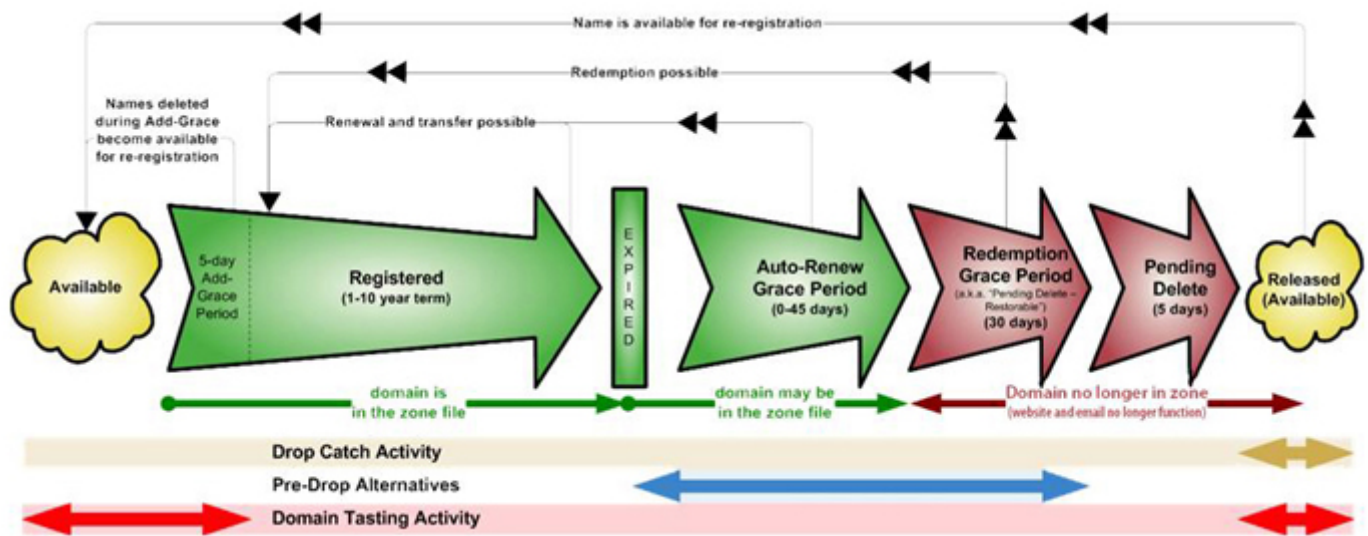 Name is available for re-registration
Redemption possible
Names deleted
during Add-Grace
become available
for re-registration
Renewal and transfer possible
Available
5-day
Add-
Grace
Period
Registered
(1-10 year term)
EXPIRED
Auto-Renew
Grace Period
(0-45 days)
Redemption
Grace Period
(a.k.a. "Pending Delete –
Restorable")
(30 days)
Pending
Delete
(5 days)
Released
(Available)
domain is
in the zone file
domain may be
in the zone file
Domain no longer in zone
(website and email no longer function)
Drop Catch Activity
Pre-Drop Alternatives
Domain Tasting Activity